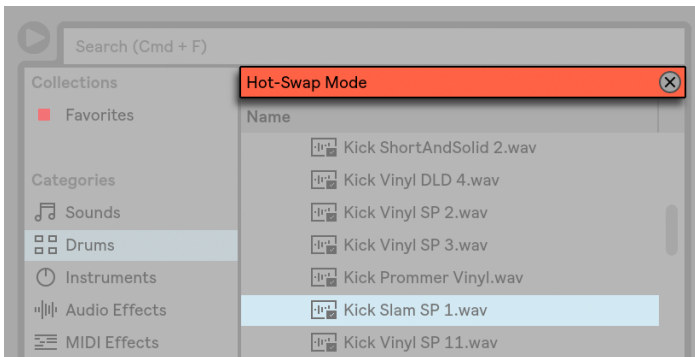 Search (Cmd + F)
Collections
Favorites
Categories
Sounds
Drums
Instruments
Audio Effects
MIDI Effects
Hot-Swap Mode
Name
Kick ShortAndSolid 2.wav
Kick Vinyl DLD 4.wav
Kick Vinyl SP 2.wav
Kick Vinyl SP 3.wav
Kick Prommer Vinyl.wav
Kick Slam SP 1.wav
Kick Vinyl SP 11.wav